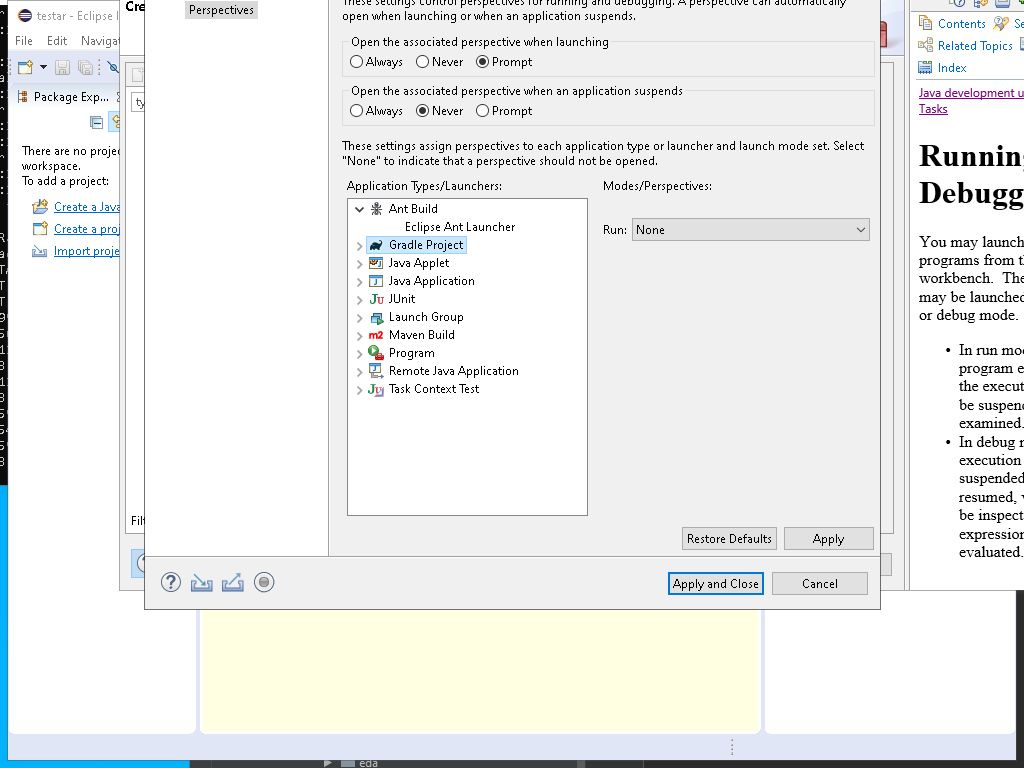 testar - Eclipse
File Edit Navigat
Package Exp...
There are no proje
workspace.
To add a project:
Create a Java
Create a proj
Import proje
Cre
ty
Filt
Perspectives
These settings control perspectives for running and debugging. A perspective can automatically
open when launching or when an application suspends.
Open the associated perspective when launching
Always Never Prompt
Open the associated perspective when an application suspends
Always Never Prompt
These settings assign perspectives to each application type or launcher and launch mode set. Select
"None" to indicate that a perspective should not be opened.
Application Types/Launchers:
Modes/Perspectives:
Ant Build
Eclipse Ant Launcher
Gradle Project
Java Applet
Java Application
JUnit
Launch Group
Maven Build
Program
Remote Java Application
Task Context Test
Run: None
Restore Defaults Apply
Apply and Close Cancel
Contents Se
Related Topics
Index
Java development u
Tasks
Running
Debugg
You may launch
programs from th
workbench. The
may be launched
or debug mode.
• In run mod
program e
the execut
be suspend
examined.
• In debug m
execution
suspended
resumed, v
be inspect
expression
evaluated.
eda